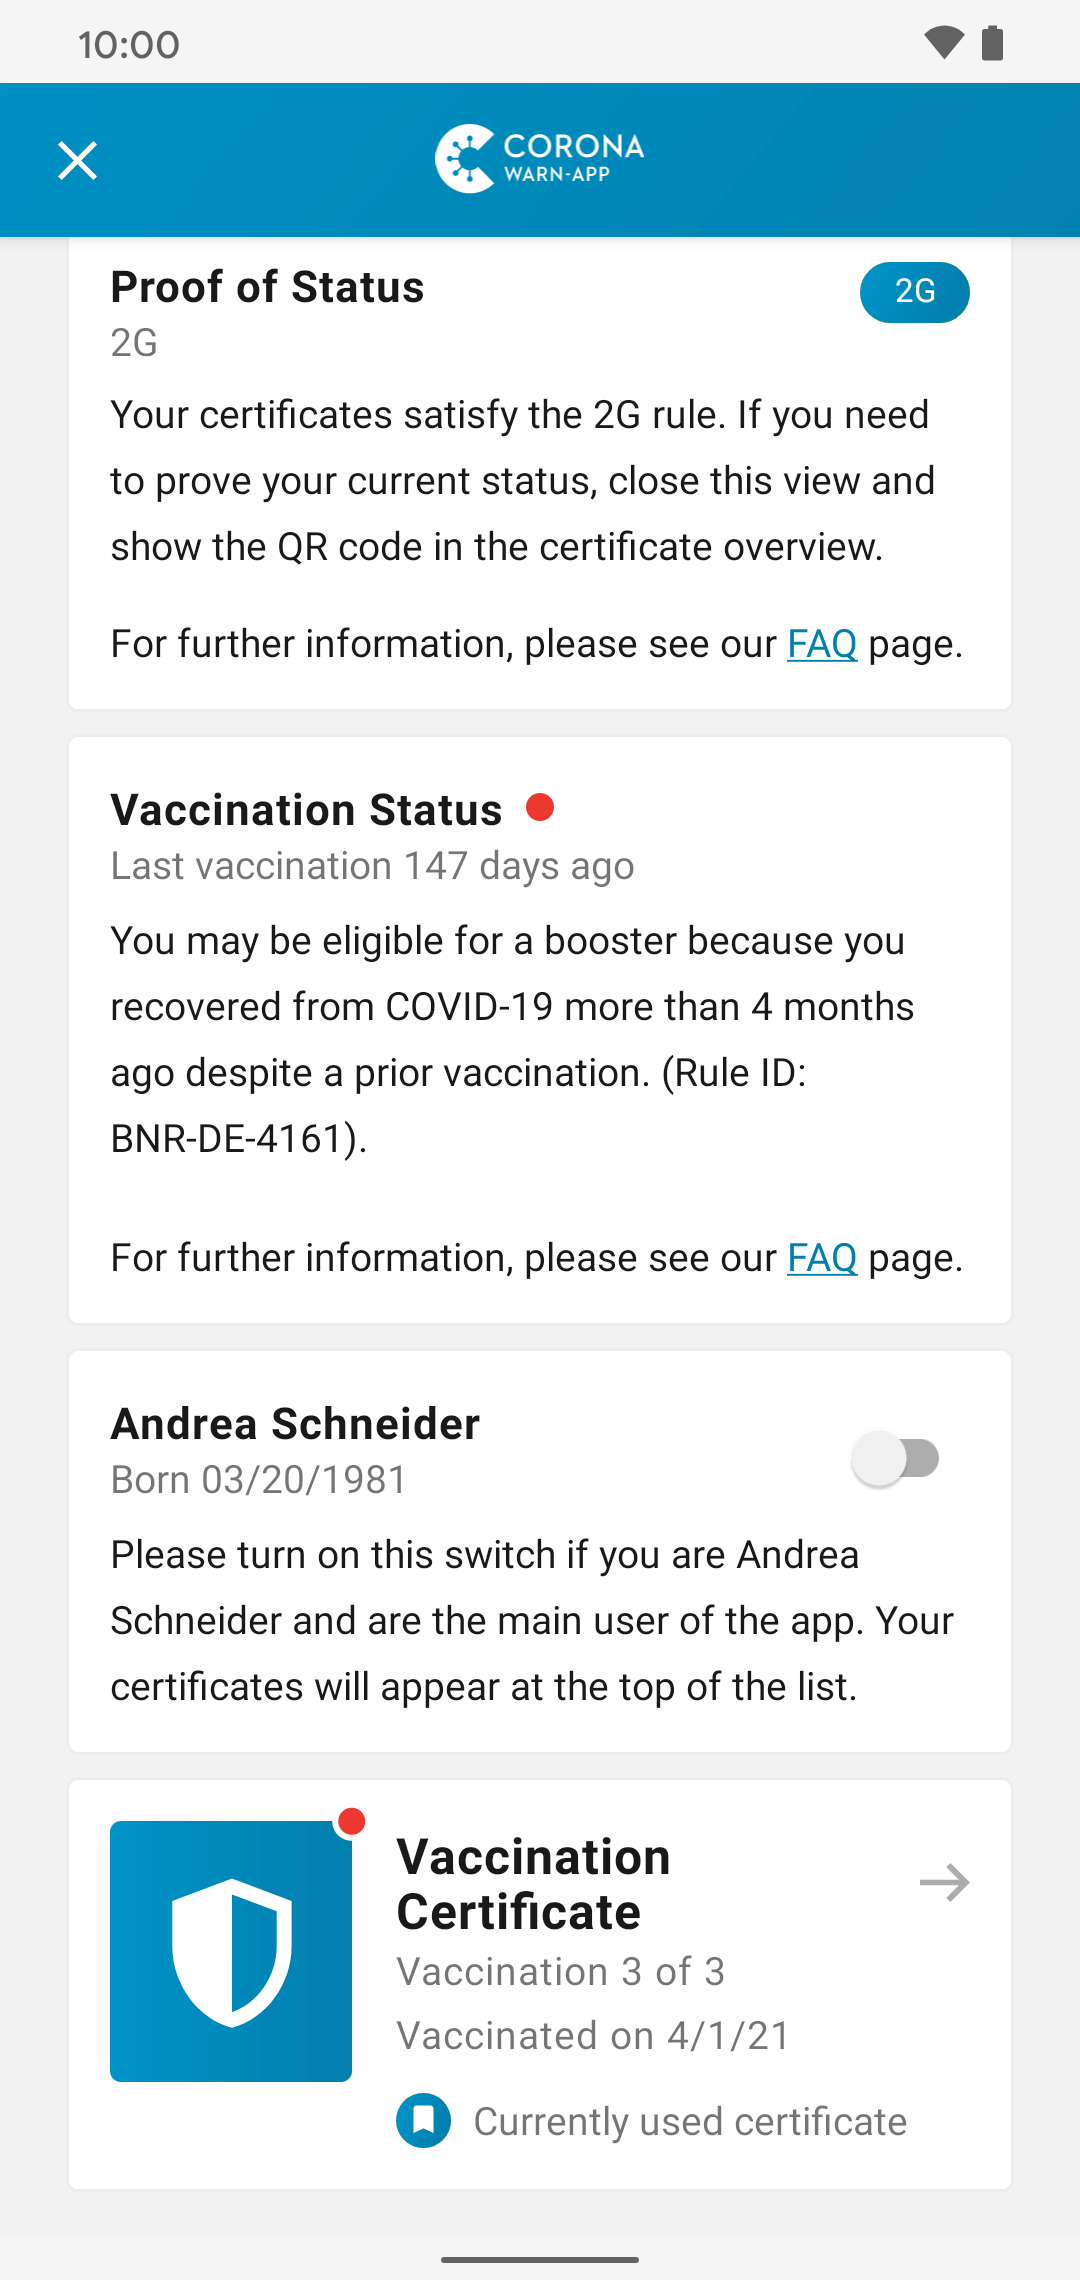 10:00
CORONA
WARN-APP
Proof of Status
2G
2G
Your certificates satisfy the 2G rule. If you need
to prove your current status, close this view and
show the QR code in the certificate overview.
For further information, please see our FAQ page.
Vaccination Status
Last vaccination 147 days ago
You may be eligible for a booster because you
recovered from COVID-19 more than 4 months
ago despite a prior vaccination. (Rule ID:
BNR-DE-4161).
For further information, please see our FAQ page.
Andrea Schneider
Born 03/20/1981
Please turn on this switch if you are Andrea
Schneider and are the main user of the app. Your
certificates will appear at the top of the list.
Vaccination
Certificate
Vaccination 3 of 3
Vaccinated on 4/1/21
Currently used certificate